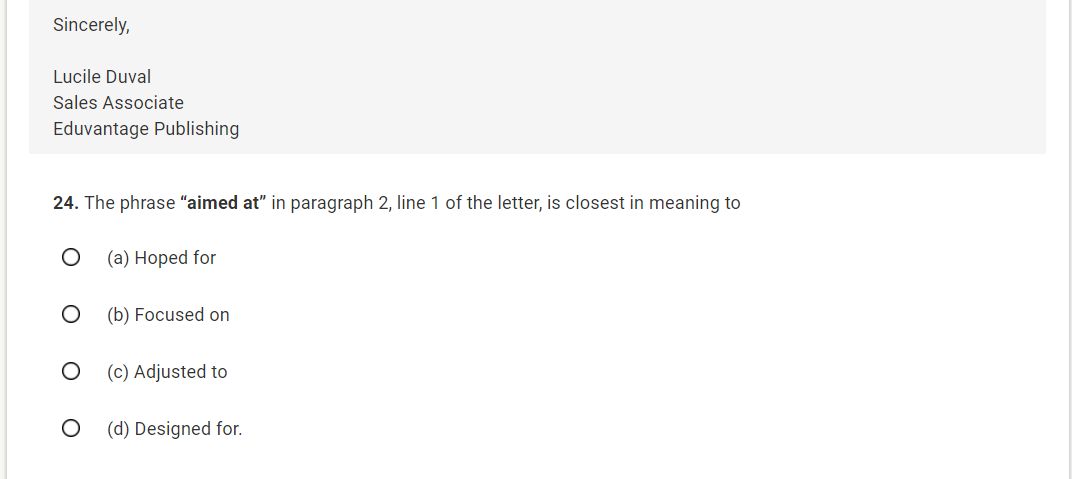 Sincerely,
Lucile Duval
Sales Associate
Eduvantage Publishing
24. The phrase “aimed at” in paragraph 2, line 1 of the letter, is closest in meaning to
(a) Hoped for
(b) Focused on
(c) Adjusted to
(d) Designed for.